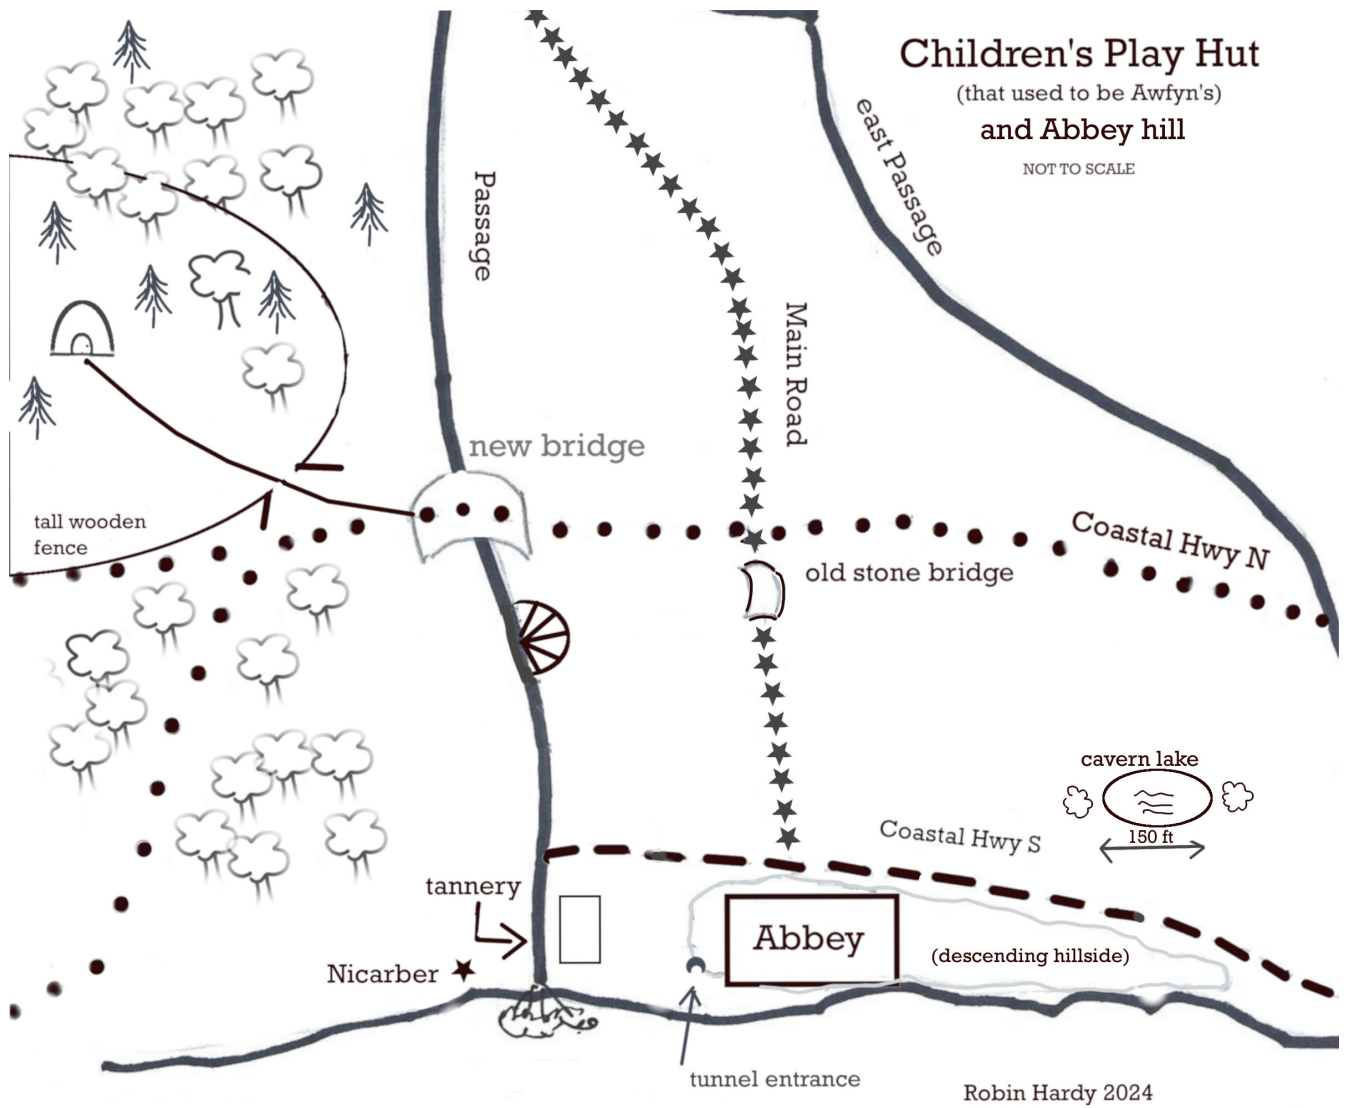 Children's Play Hut
(that used to be Awfyn's)
and Abbey hill
NOT TO SCALE
east Passage
Passage
Main Road
new bridge
tall wooden
fence
Coastal Hwy N
old stone bridge
cavern lake
150 ft
Coastal Hwy S
tannery
Abbey
(descending hillside)
Nicarber
tunnel entrance
Robin Hardy 2024